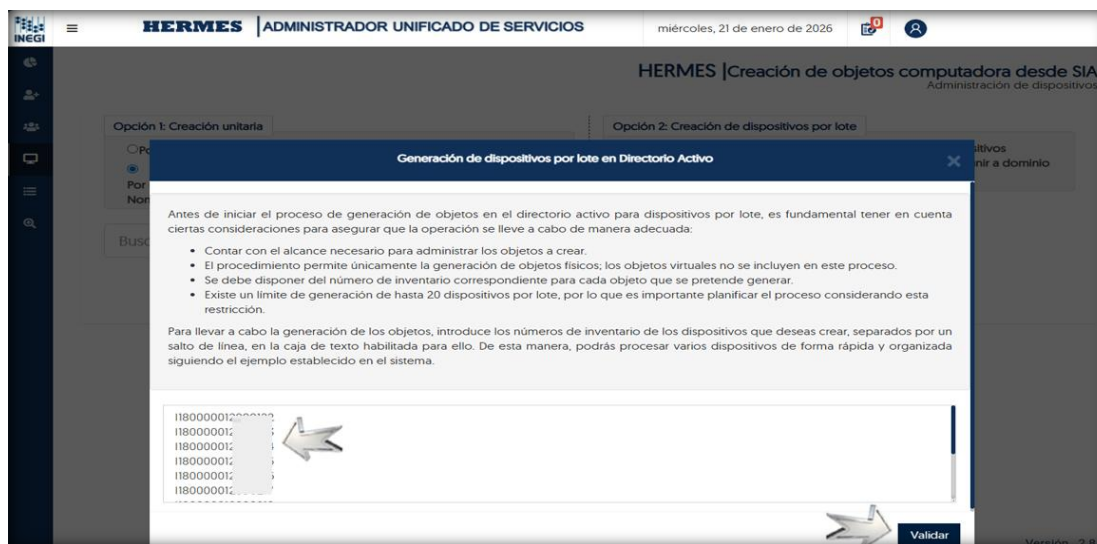 INEGI
HERMES | ADMINISTRADOR UNIFICADO DE SERVICIOS
miércoles, 21 de enero de 2026
0
HERMES |Creación de objetos computadora desde SIA
Administración de dispositivos
Opción 1: Creación unitaria
Opción 2: Creación de dispositivos por lote
Por
Generación de dispositivos por lote en Directorio Activo
nir a dominio
Antes de iniciar el proceso de generación de objetos en el directorio activo para dispositivos por lote, es fundamental tener en cuenta
ciertas consideraciones para asegurar que la operación se lleve a cabo de manera adecuada:
• Contar con el alcance necesario para administrar los objetos a crear.
• El procedimiento permite únicamente la generación de objetos físicos; los objetos virtuales no se incluyen en este proceso.
• Se debe disponer del número de inventario correspondiente para cada objeto que se pretende generar.
• Existe un límite de generación de hasta 20 dispositivos por lote, por lo que es importante planificar el proceso considerando esta
restricción.
Para llevar a cabo la generación de los objetos, introduce los números de inventario de los dispositivos que deseas crear, separados por un
salto de línea, en la caja de texto habilitada para ello. De esta manera, podrás procesar varios dispositivos de forma rápida y organizada
siguiendo el ejemplo establecido en el sistema.
Validar